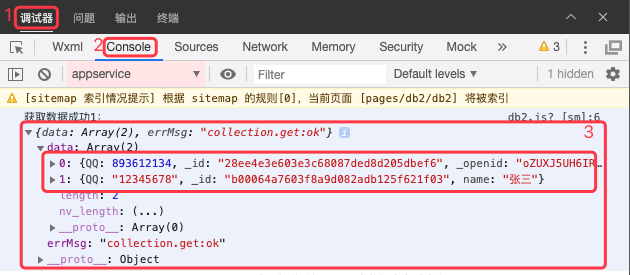 1 调试器 问题 输出 终端
Wxml 2 Console Sources Network Memory Security Mock » 3
appservice Filter Default levels 1 hidden
[sitemap 索引情况提示] 根据 sitemap 的规则[0]，当前页面 [pages/db2/db2] 将被索引
获取数据成功1: db2.js? [sm]:6
{data: Array(2), errMsg: "collection.get:ok"} 3
data: Array(2)
0: {QQ: 893612134, _id: "28ee4e3e603e3c68087ded8d205dbef6", _openid: "oZUXJ5UH6IR…
1: {QQ: "12345678", _id: "b00064a7603f8a9d082adb125f621f03", name: "张三"}
length: 2
nv_length: (...)
__proto__: Array(0)
errMsg: "collection.get:ok"
__proto__: Object